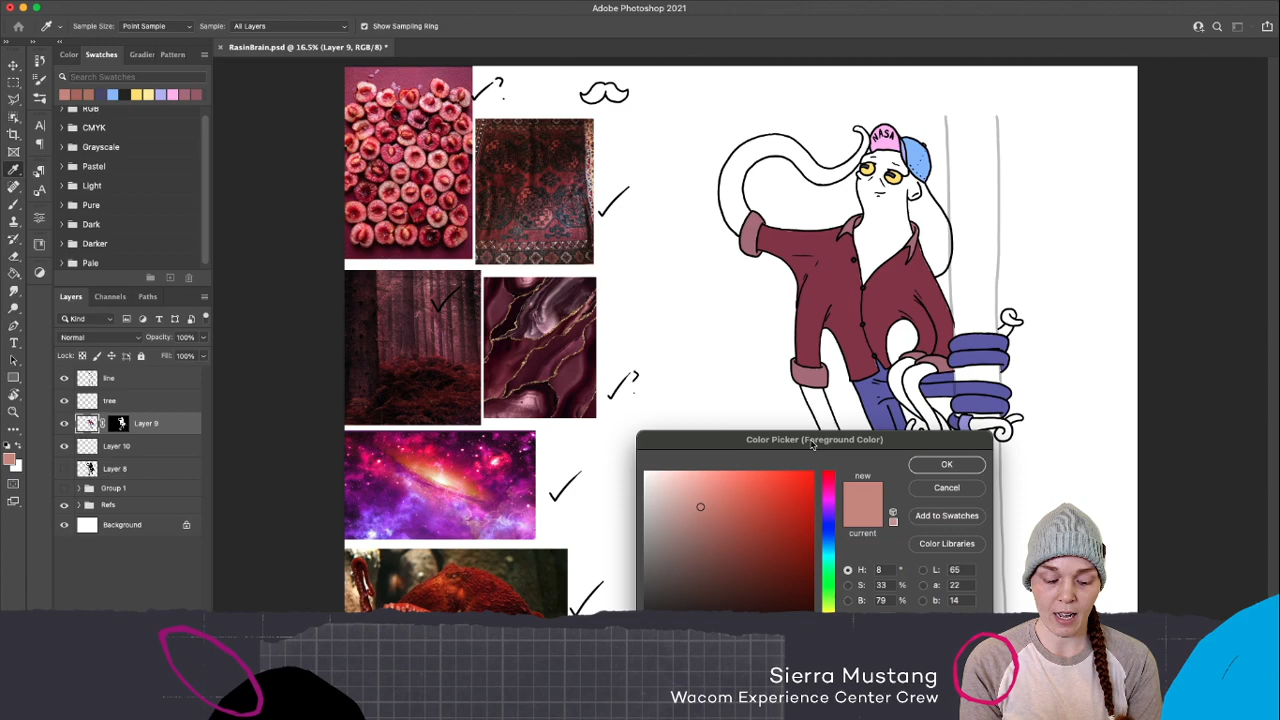 Adobe Photoshop 2021
Sample Size: Point Sample Sample: All Layers Show Sampling Ring
Color Swatches Gradier Pattern
RasinBrain.psd @ 16.5% (Layer 9, RGB/8) *
Search Swatches
RGB
CMYK
Grayscale
Pastel
Light
Pure
Dark
Darker
Pale
Layers Channels Paths
Kind
Normal Opacity: 100%
Lock: Fill: 100%
line
tree
Layer 9
Layer 10
Layer 8
Group 1
Refs
Background
?
?
NASA
Color Picker (Foreground Color)
new
current
OK
Cancel
Add to Swatches
Color Libraries
H: 8 ° L: 65
S: 33 % a: 22
B: 79 % b: 14
Sierra Mustang
Wacom Experience Center Crew